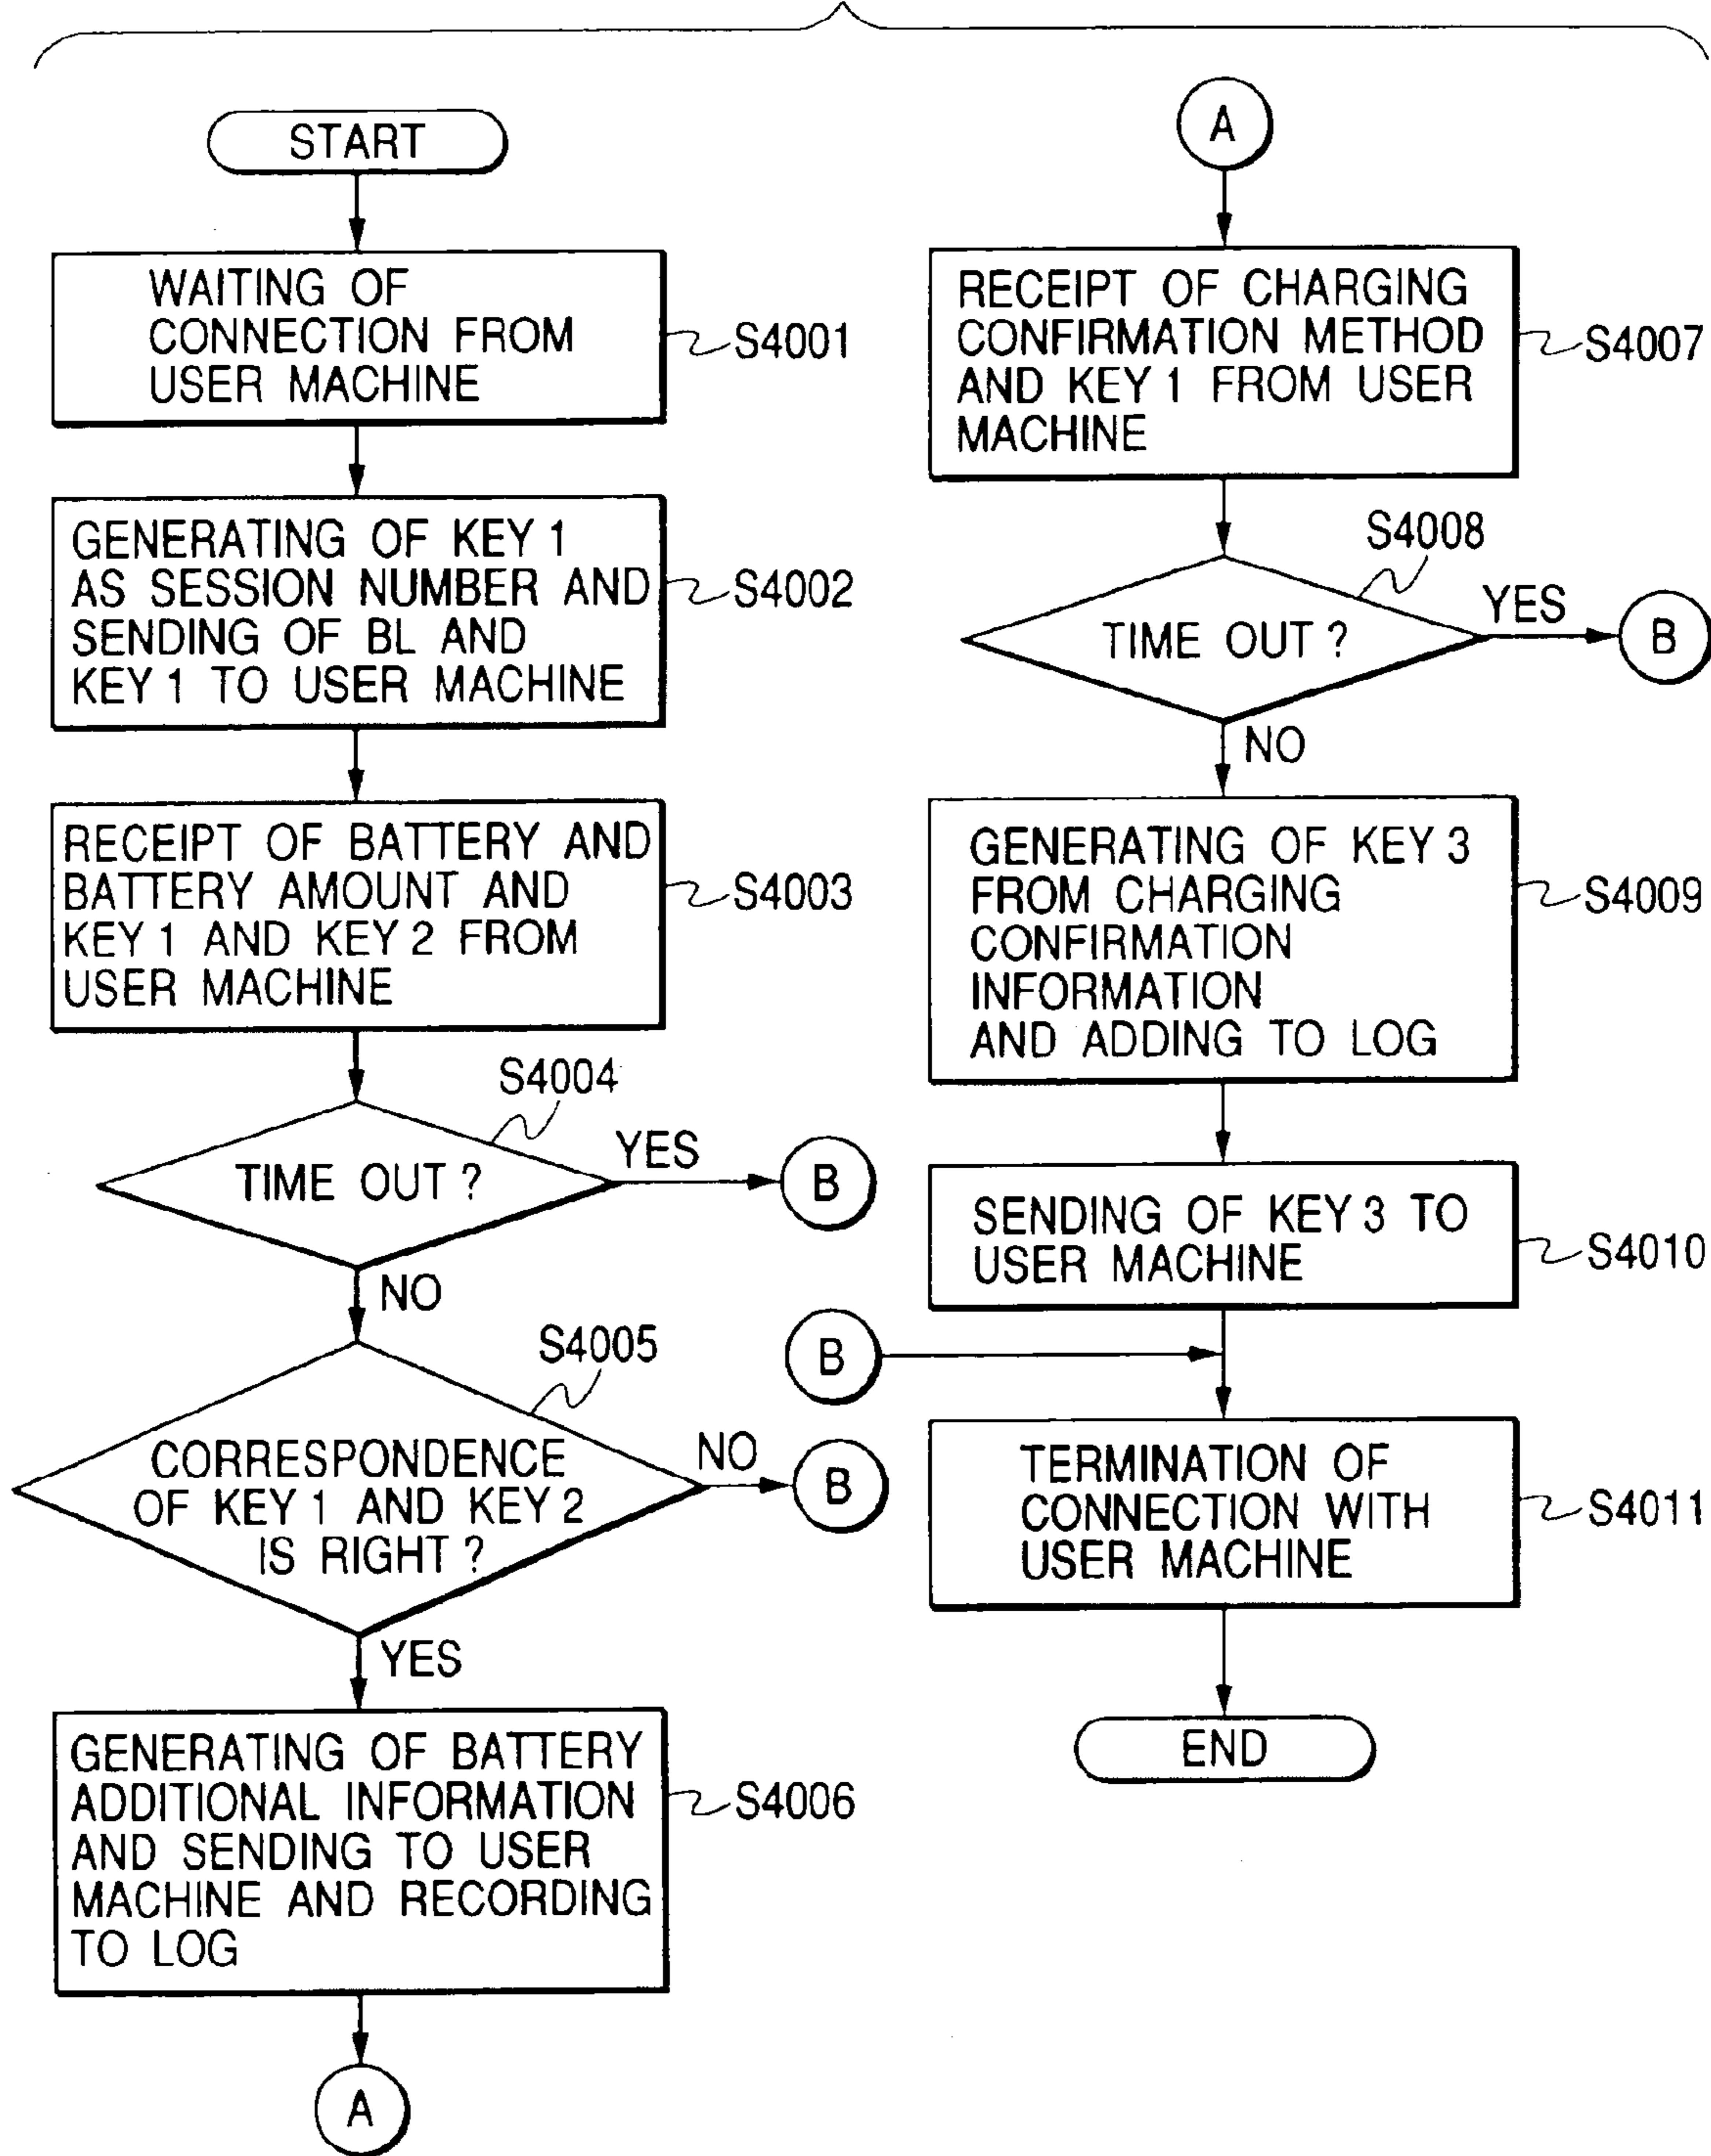 START
WAITING OF
CONNECTION FROM
USER MACHINE
S4001
GENERATING OF KEY 1
AS SESSION NUMBER AND
SENDING OF BL AND
KEY 1 TO USER MACHINE
S4002
RECEIPT OF BATTERY AND
BATTERY AMOUNT AND
KEY 1 AND KEY 2 FROM
USER MACHINE
S4003
S4004
TIME OUT ?
YES
B
NO
S4005
CORRESPONDENCE
OF KEY 1 AND KEY 2
IS RIGHT ?
NO
B
YES
GENERATING OF BATTERY
ADDITIONAL INFORMATION
AND SENDING TO USER
MACHINE AND RECORDING
TO LOG
S4006
A
A
RECEIPT OF CHARGING
CONFIRMATION METHOD
AND KEY 1 FROM USER
MACHINE
S4007
S4008
TIME OUT ?
YES
B
NO
GENERATING OF KEY 3
FROM CHARGING
CONFIRMATION
INFORMATION
AND ADDING TO LOG
S4009
SENDING OF KEY 3 TO
USER MACHINE
S4010
B
TERMINATION OF
CONNECTION WITH
USER MACHINE
S4011
END